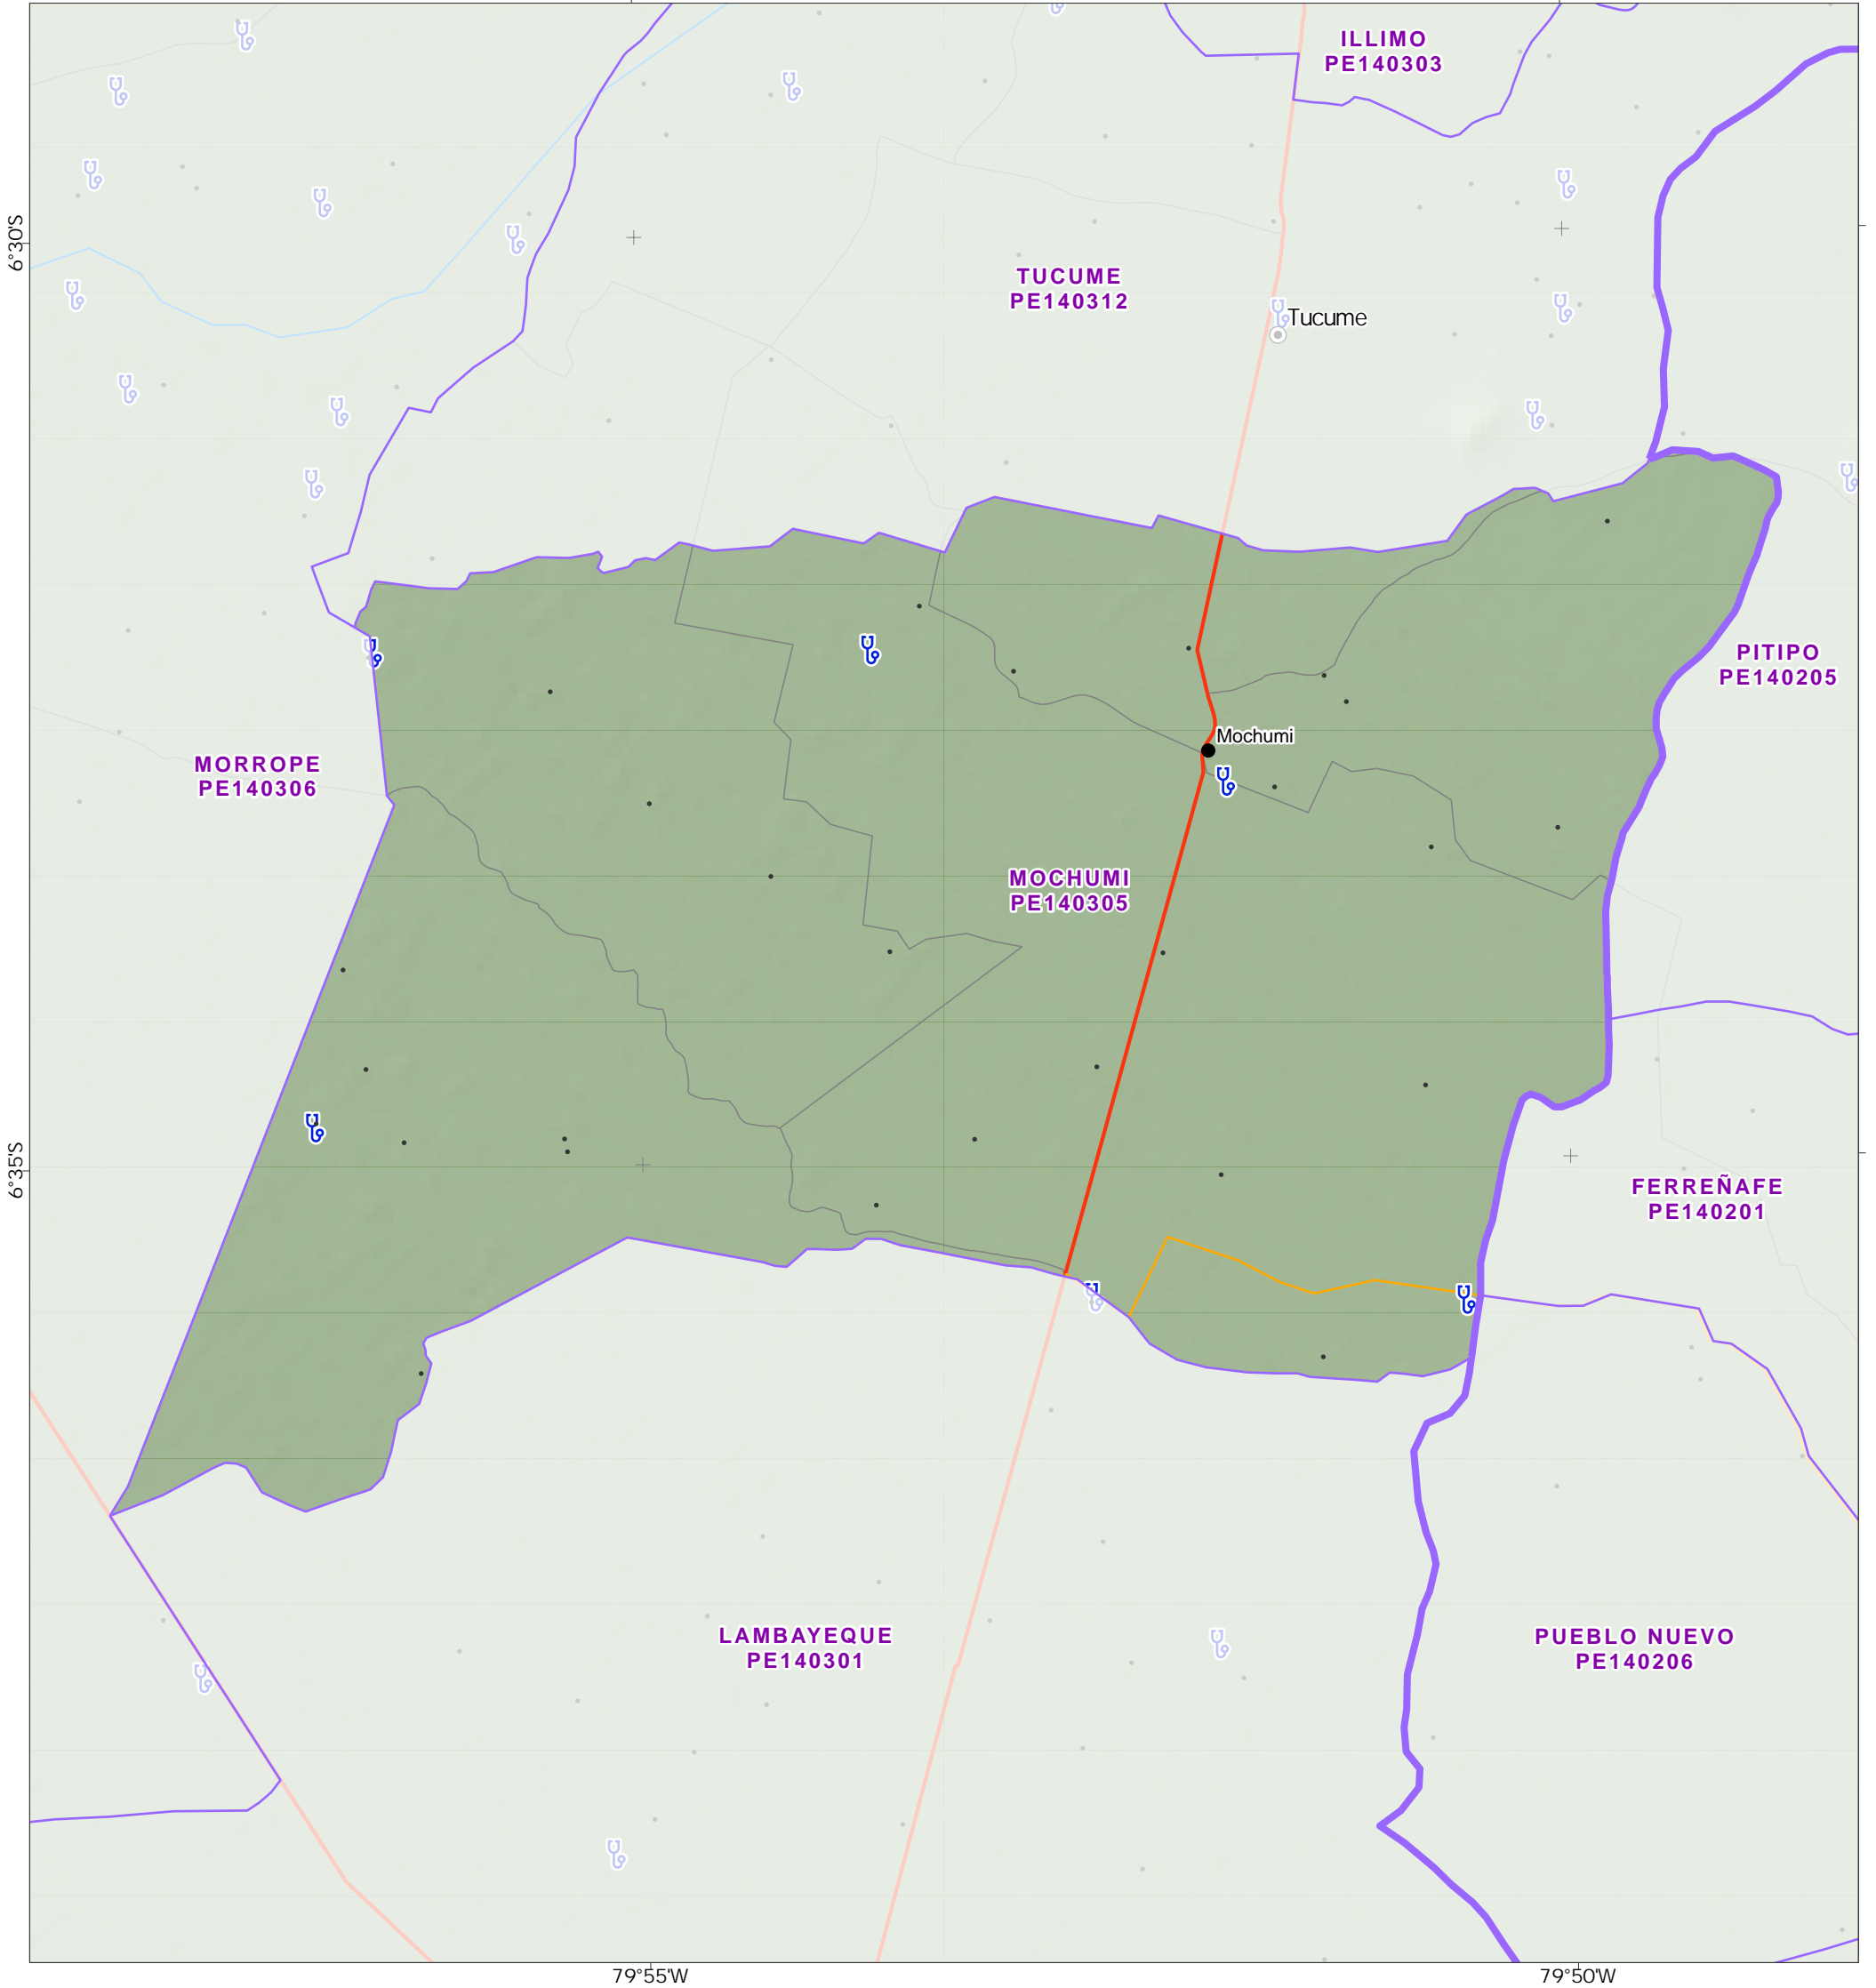 ILLIMO
PE140303
6°30'S
TUCUME
PE140312
Tucume
PITIPO
PE140205
Mochumi
MORROPE
PE140306
MOCHUMI
PE140305
6°35'S
FERREÑAFE
PE140201
LAMBAYEQUE
PE140301
PUEBLO NUEVO
PE140206
79°55'W
79°50'W